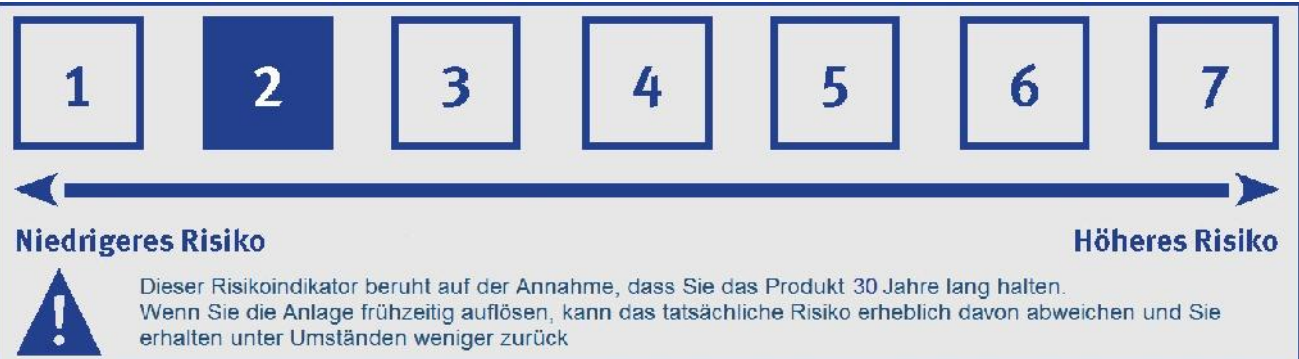 1 2 3 4 5 6 7
Niedrigeres Risiko Höheres Risiko
Dieser Risikoindikator beruht auf der Annahme, dass Sie das Produkt 30 Jahre lang halten.
Wenn Sie die Anlage frühzeitig auflösen, kann das tatsächliche Risiko erheblich davon abweichen und Sie
erhalten unter Umständen weniger zurück